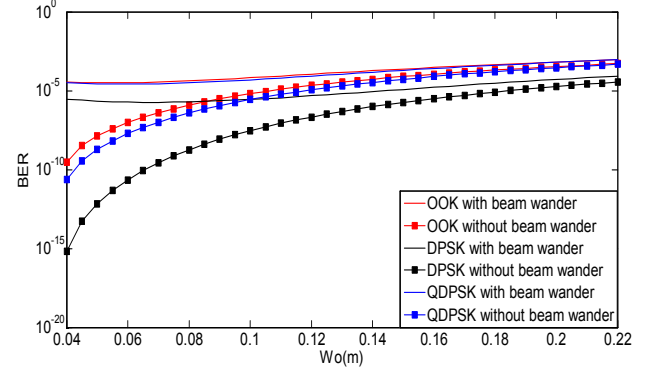 10^0
10^-5
10^-10
10^-15
10^-20
BER
0.04 0.06 0.08 0.1 0.12 0.14 0.16 0.18 0.2 0.22
Wo(m)
OOK with beam wander
OOK without beam wander
DPSK with beam wander
DPSK without beam wander
QDPSK with beam wander
QDPSK without beam wander